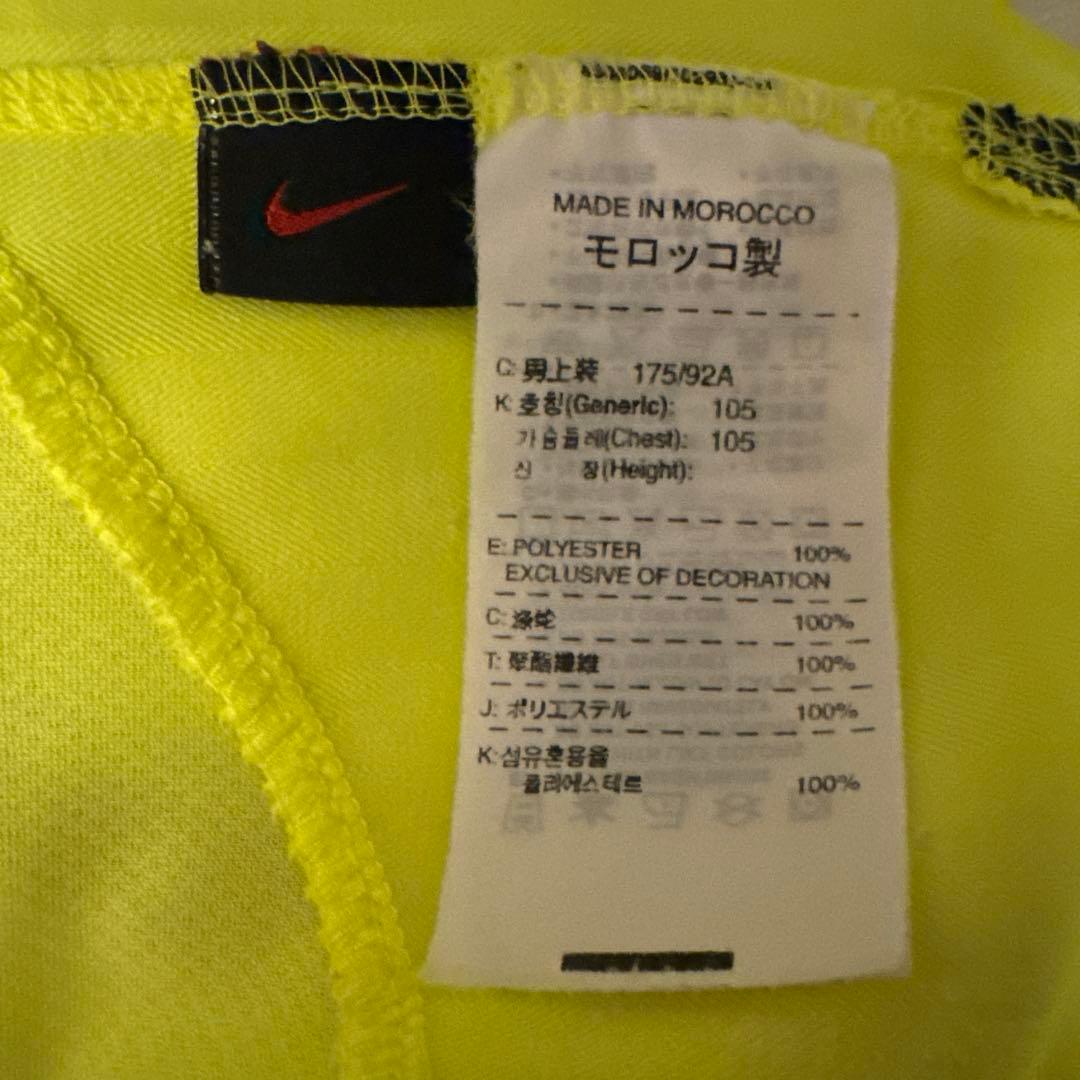 MADE IN MOROCCO
モロッコ製
C: 男上装 175/92A
K: 호칭(Generic): 105
가슴둘레(Chest): 105
신 장(Height):
E: POLYESTER 100%
EXCLUSIVE OF DECORATION
C: 涤纶 100%
T: 聚酯纖維 100%
J: ポリエステル 100%
K: 섬유혼용율
폴리에스테르 100%